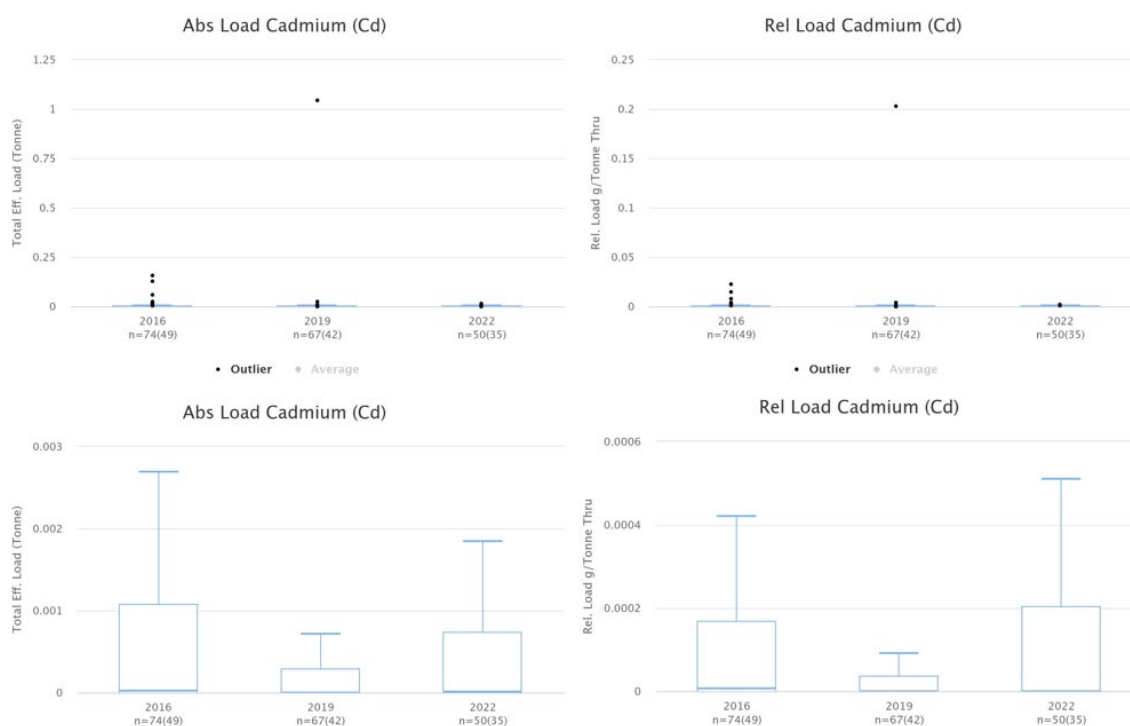 Abs Load Cadmium (Cd)
Total Eff. Load (Tonne)
1.25
1
0.75
0.5
0.25
0
2016
n=74(49)
2019
n=67(42)
2022
n=50(35)
Outlier
Average
Rel Load Cadmium (Cd)
Rel. Load g/Tonne Thru
0.25
0.2
0.15
0.1
0.05
0
2016
n=74(49)
2019
n=67(42)
2022
n=50(35)
Outlier
Average
Abs Load Cadmium (Cd)
Total Eff. Load (Tonne)
0.003
0.002
0.001
0
2016
n=74(49)
2019
n=67(42)
2022
n=50(35)
Rel Load Cadmium (Cd)
Rel. Load g/Tonne Thru
0.0006
0.0004
0.0002
0
2016
n=74(49)
2019
n=67(42)
2022
n=50(35)